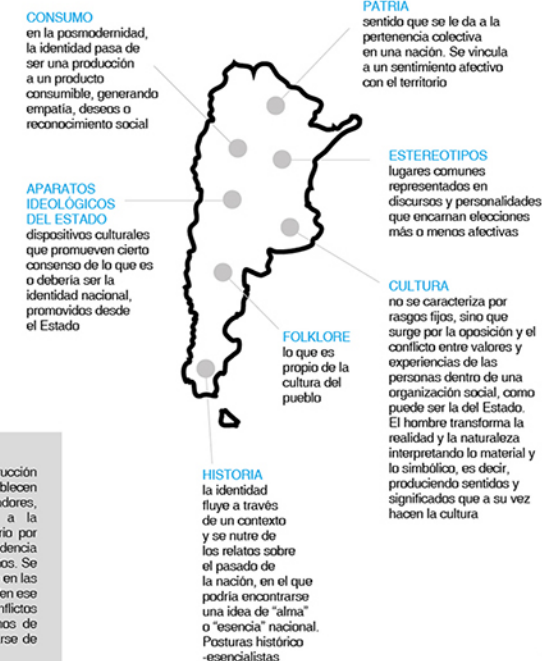 CONSUMO
en la posmodernidad,
la identidad pasa de
ser una producción
a un producto
consumible, generando
empatía, deseos o
reconocimiento social
PATRIA
sentido que se le da a la
pertenencia colectiva
en una nación. Se vincula
a un sentimiento afectivo
con el territorio
ESTEREOTIPOS
lugares comunes
representados en
discursos y personalidades
que encarnan elecciones
más o menos afectivas
APARATOS
IDEOLÓGICOS
DEL ESTADO
dispositivos culturales
que promueven cierto
consenso de lo que es
o debería ser la
identidad nacional,
promovidos desde
el Estado
CULTURA
no se caracteriza por
rasgos fijos, sino que
surge por la oposición y el
conflicto entre valores y
experiencias de las
personas dentro de una
organización social, como
puede ser la del Estado.
El hombre transforma la
realidad y la naturaleza
interpretando lo material y
lo simbólico, es decir,
produciendo sentidos y
significados que a su vez
hacen la cultura
FOLKLORE
lo que es
propio de la
cultura del
pueblo
HISTORIA
la identidad
fluye a través
de un contexto
y se nutre de
los relatos sobre
el pasado de
la nación, en el que
podría encontrarse
una idea de "alma"
o "esencia" nacional.
Posturas histórico
-esencialistas
a la
por
en las
en ese
de
de